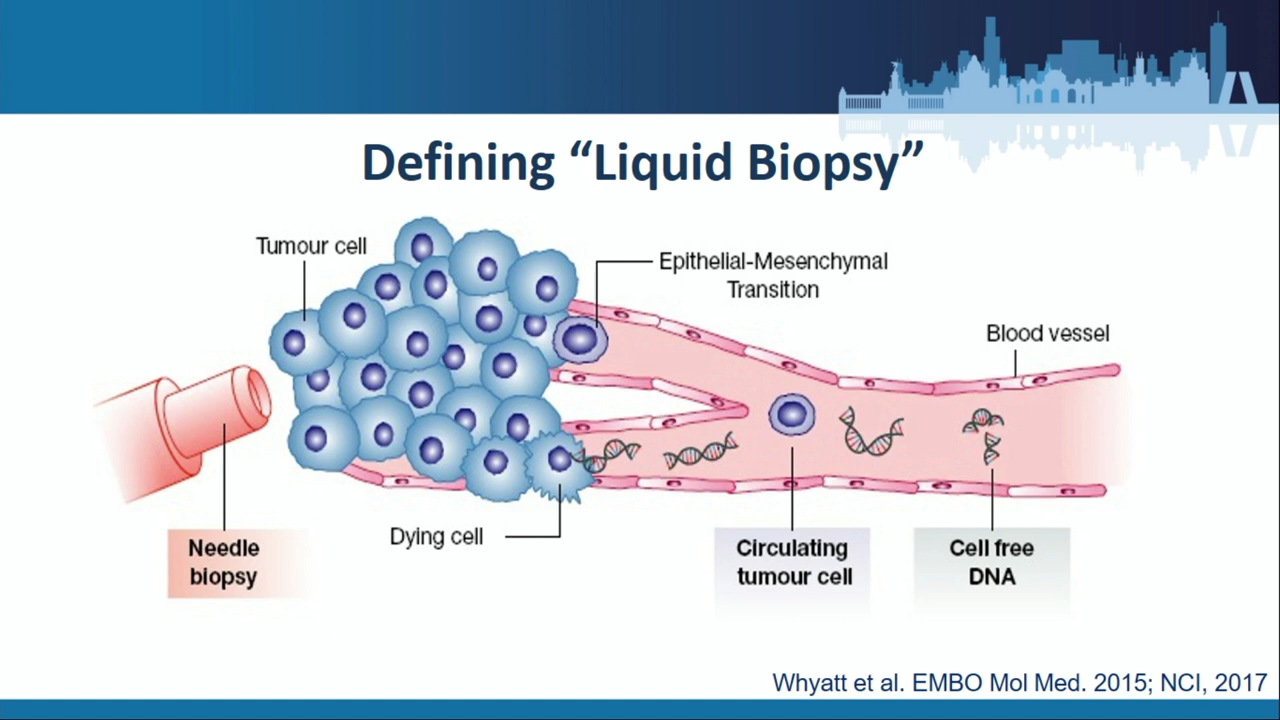 Defining “Liquid Biopsy”
Tumour cell
Epithelial-Mesenchymal
Transition
Blood vessel
Dying cell
Needle
biopsy
Circulating
tumour cell
Cell free
DNA
Whyatt et al. EMBO Mol Med. 2015; NCI, 2017